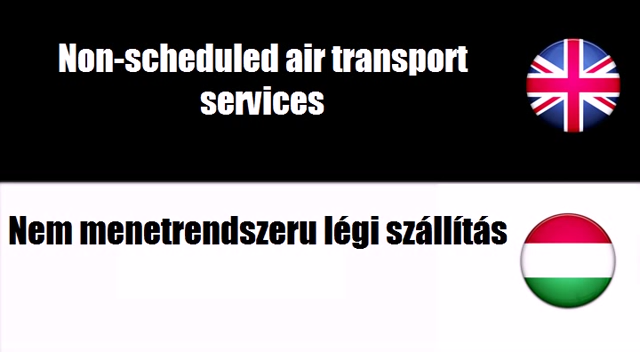 Non-scheduled air transport
services
Nem menetrendszeru légi szállítás